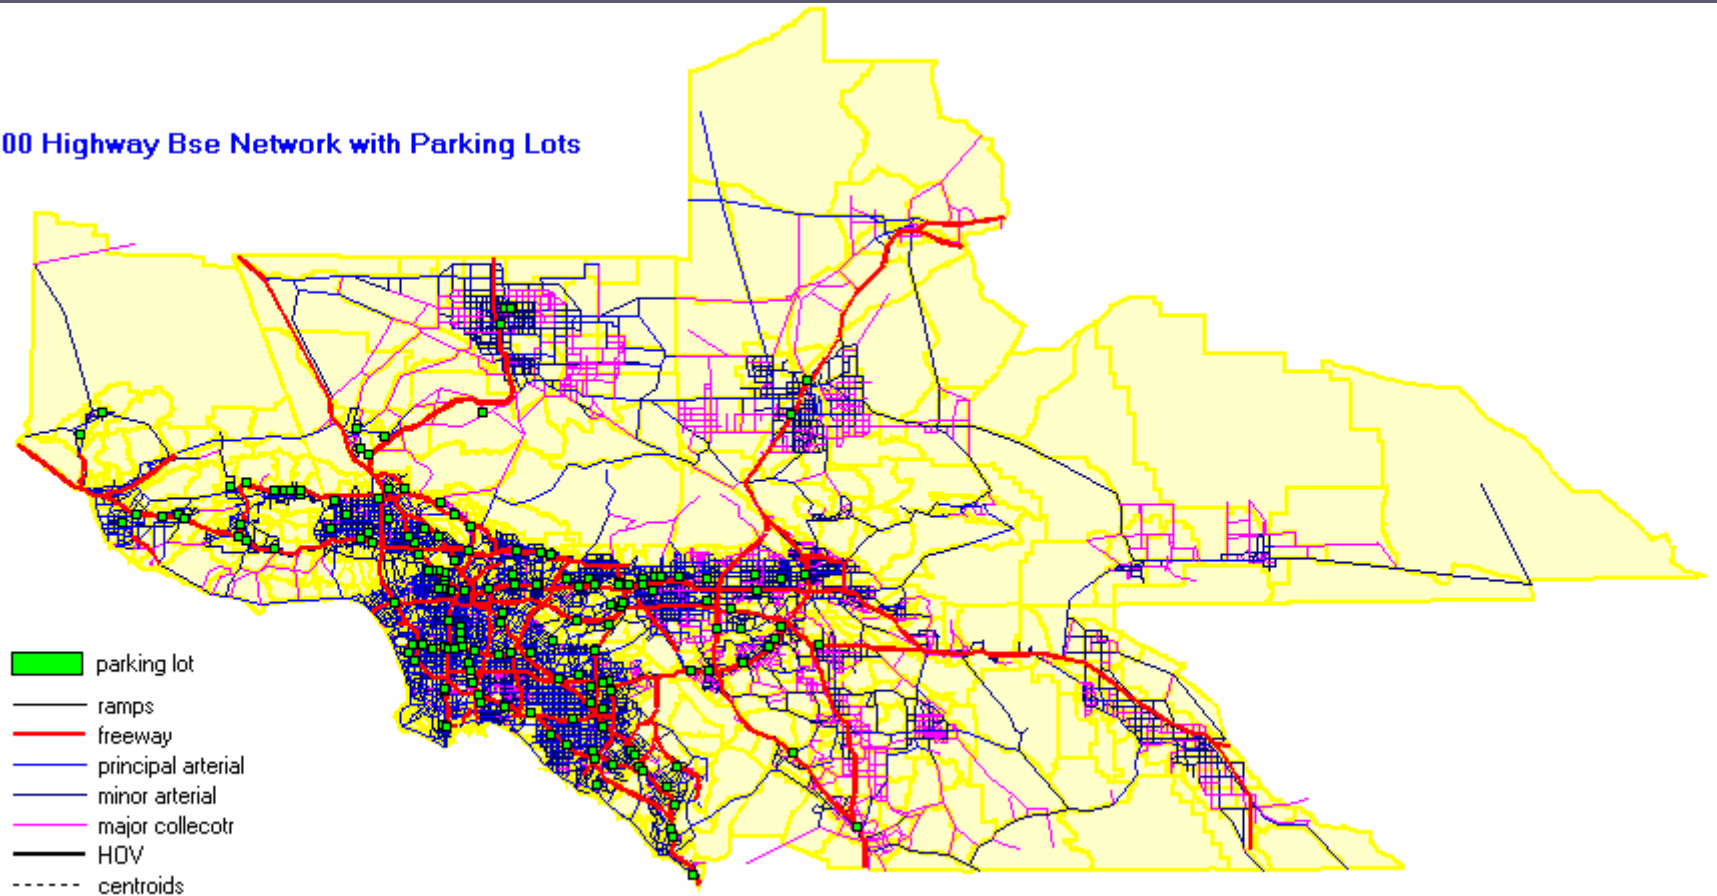 00 Highway Bse Network with Parking Lots
parking lot
ramps
freeway
principal arterial
minor arterial
major collecotr
HOV
centroids